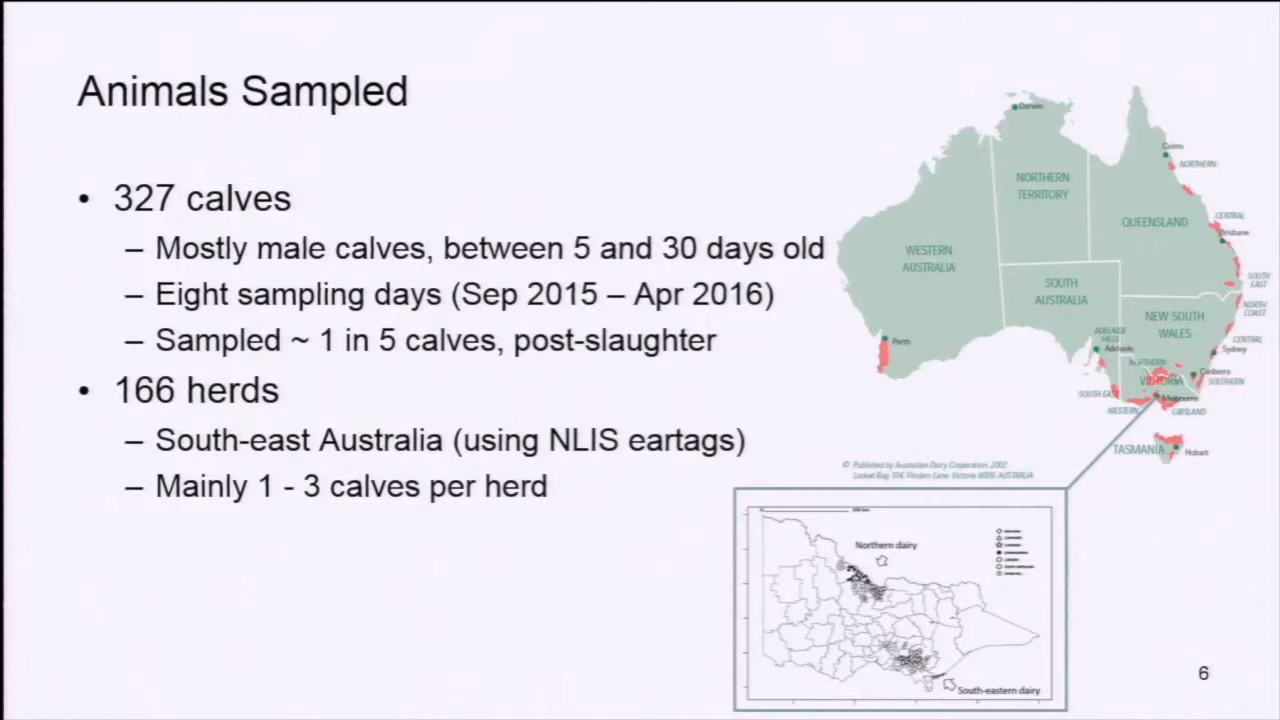 Animals Sampled
• 327 calves
– Mostly male calves, between 5 and 30 days old
– Eight sampling days (Sep 2015 – Apr 2016)
– Sampled ~ 1 in 5 calves, post-slaughter
• 166 herds
– South-east Australia (using NLIS eartags)
– Mainly 1 - 3 calves per herd
Darwin
Cairns
NORTHERN
NORTHERN
TERRITORY
QUEENSLAND
CENTRAL
Brisbane
WESTERN
AUSTRALIA
SOUTH
AUSTRALIA
SOUTH
EAST
NORTH
COAST
NEW SOUTH
WALES
ADELAIDE
HILLS
Perth
Adelaide
CENTRAL
Sydney
NORTHERN
Canberra
VICTORIA
SOUTHERN
SOUTH EAST
Melbourne
WESTERN
GIPSLAND
TASMANIA
Hobart
© Published by Australian Dairy Corporation, 2002
Locked Bag 104, Flinders Lane, Victoria 8009, AUSTRALIA
Northern dairy
South-eastern dairy
6